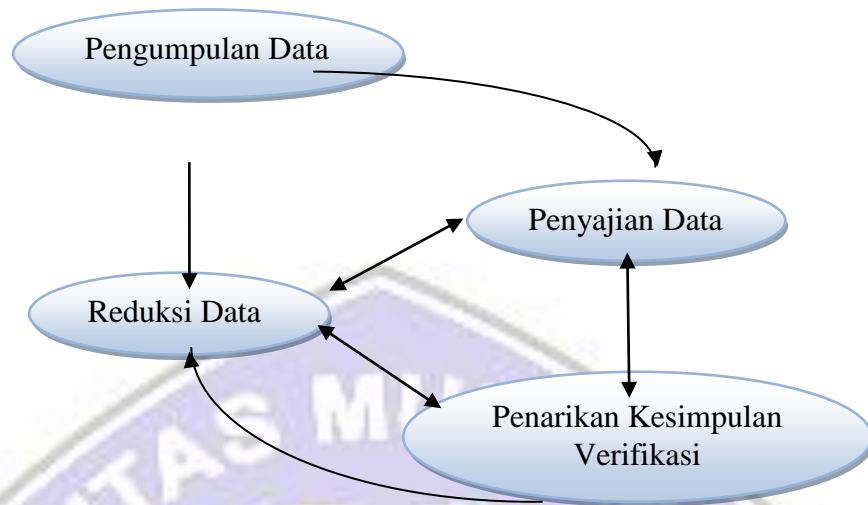 Pengumpulan Data
Penyajian Data
Reduksi Data
Penarikan Kesimpulan
Verifikasi